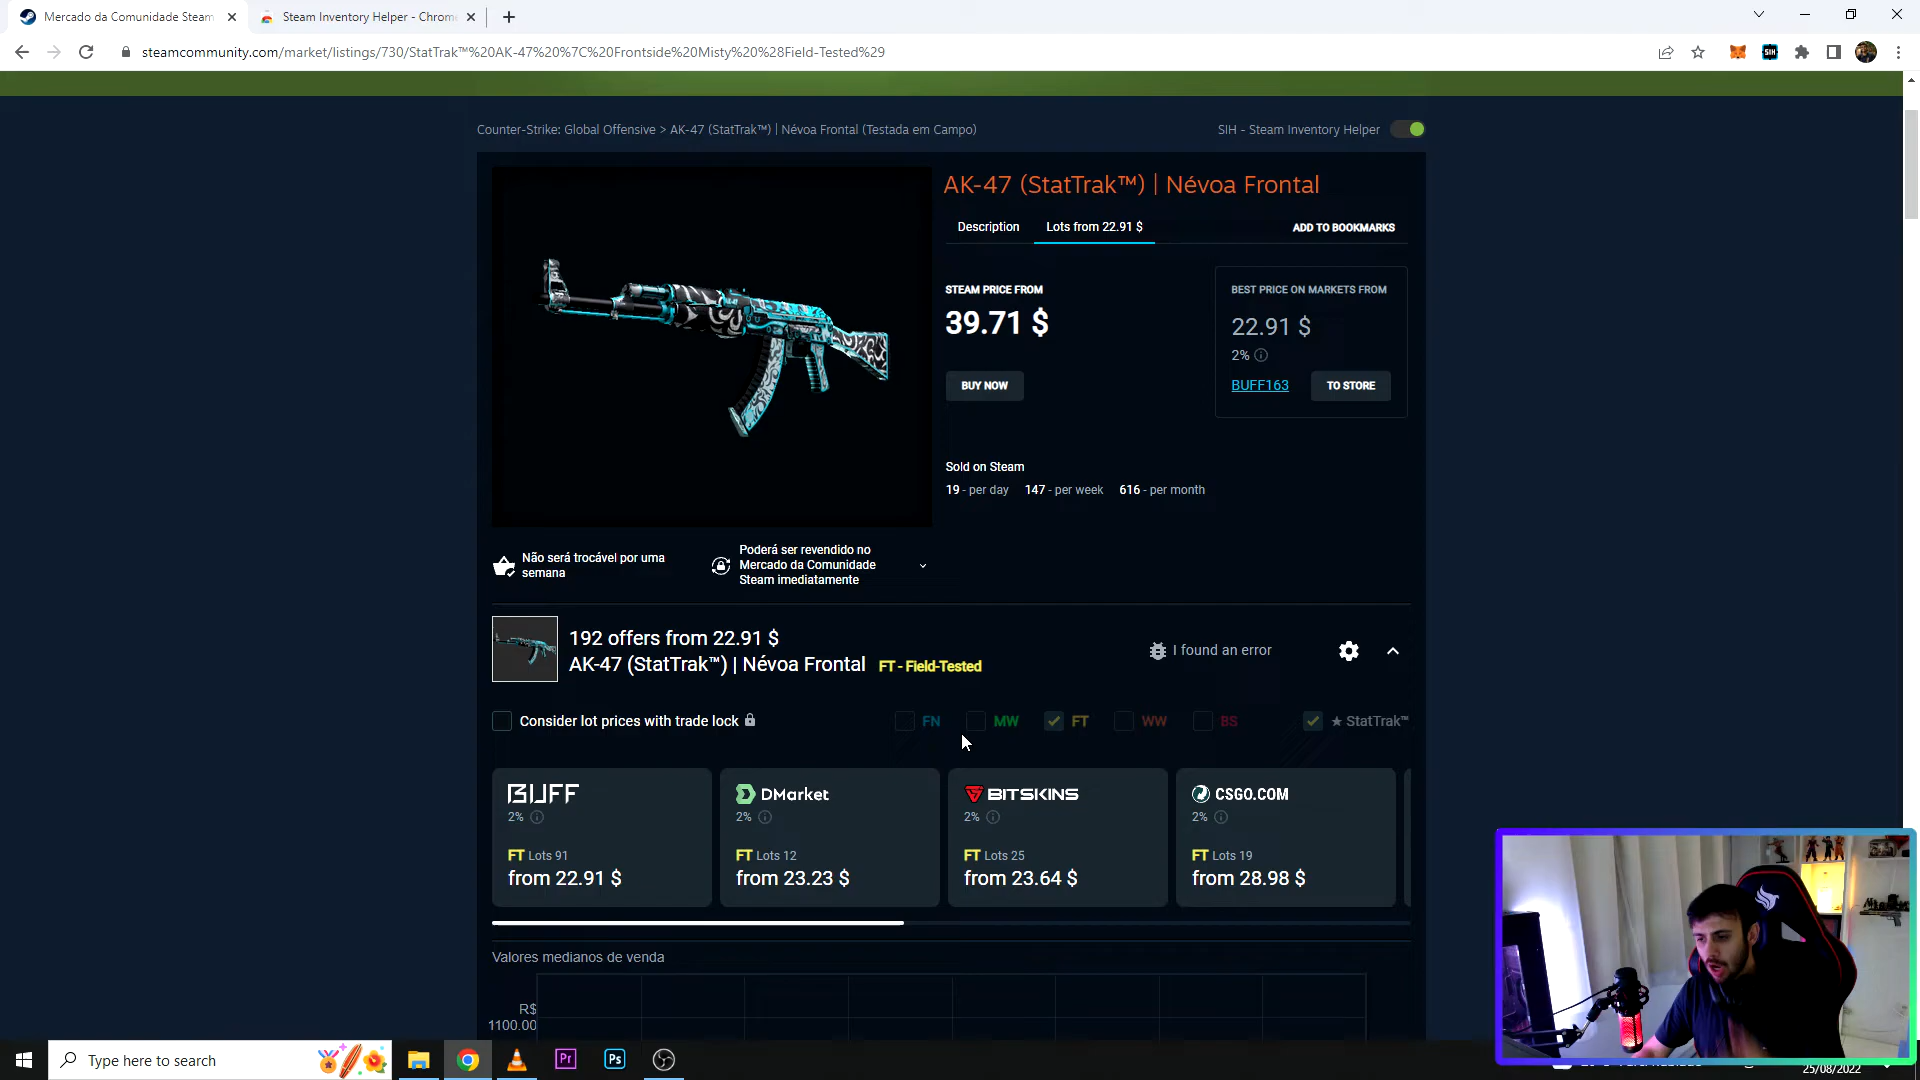 Mercado da Comunidade Steam
Steam Inventory Helper - Chrome
steamcommunity.com/market/listings/730/StatTrak™%20AK-47%20%7C%20Frontside%20Misty%20%28Field-Tested%29
SIH
Counter-Strike: Global Offensive > AK-47 (StatTrak™) | Névoa Frontal (Testada em Campo)
SIH - Steam Inventory Helper
AK-47 (StatTrak™) | Névoa Frontal
Description
Lots from 22.91 $
ADD TO BOOKMARKS
STEAM PRICE FROM
39.71 $
BUY NOW
BEST PRICE ON MARKETS FROM
22.91 $
2%
BUFF163
TO STORE
Sold on Steam
19 - per day 147 - per week 616 - per month
Não será trocável por uma
semana
Poderá ser revendido no
Mercado da Comunidade
Steam imediatamente
192 offers from 22.91 $
AK-47 (StatTrak™) | Névoa Frontal FT - Field-Tested
I found an error
Consider lot prices with trade lock
FN MW FT WW BS ★ StatTrak™
BUFF
2%
FT Lots 91
from 22.91 $
DMarket
2%
FT Lots 12
from 23.23 $
BITSKINS
2%
FT Lots 25
from 23.64 $
CSGO.COM
2%
FT Lots 19
from 28.98 $
Valores medianos de venda
R$
1100.00
Type here to search
Pr
Ps
25/08/2022